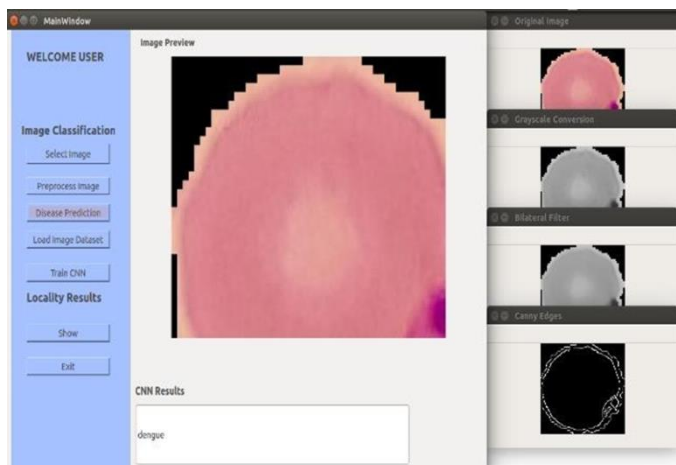 MainWindow
WELCOME USER
Image Classification
Select Image
Preprocess Image
Disease Prediction
Load Image Dataset
Train CNN
Locality Results
Show
Exit
Image Preview
CNN Results
dengue
Original Image
Grayscale Conversion
Bilateral Filter
Canny Edges